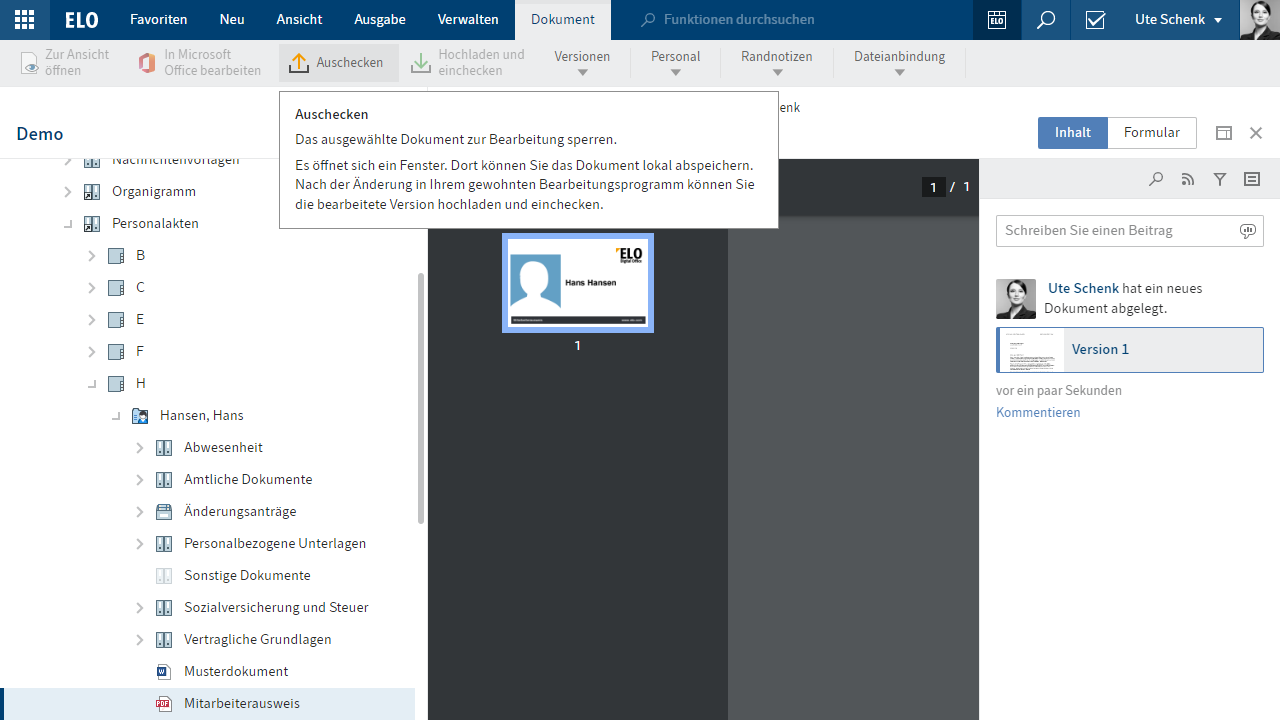 ELO Favoriten Neu Ansicht Ausgabe Verwalten Dokument Funktionen durchsuchen ELO Ute Schenk
Zur Ansicht öffnen
In Microsoft Office bearbeiten
Auschecken
Hochladen und einchecken
Versionen
Personal
Randnotizen
Dateianbindung
Auschecken
Das ausgewählte Dokument zur Bearbeitung sperren.
Es öffnet sich ein Fenster. Dort können Sie das Dokument lokal abspeichern.
Nach der Änderung in Ihrem gewohnten Bearbeitungsprogramm können Sie
die bearbeitete Version hochladen und einchecken.
Demo
Inhalt Formular
Nachrichtenvorlagen
Organigramm
Personalakten
B
C
E
F
H
Hansen, Hans
Abwesenheit
Amtliche Dokumente
Änderungsanträge
Personalbezogene Unterlagen
Sonstige Dokumente
Sozialversicherung und Steuer
Vertragliche Grundlagen
Musterdokument
PDF Mitarbeiterausweis
1 / 1
ELO
Digital Office
Hans Hansen
1
Schreiben Sie einen Beitrag
Ute Schenk hat ein neues
Dokument abgelegt.
Version 1
vor ein paar Sekunden
Kommentieren